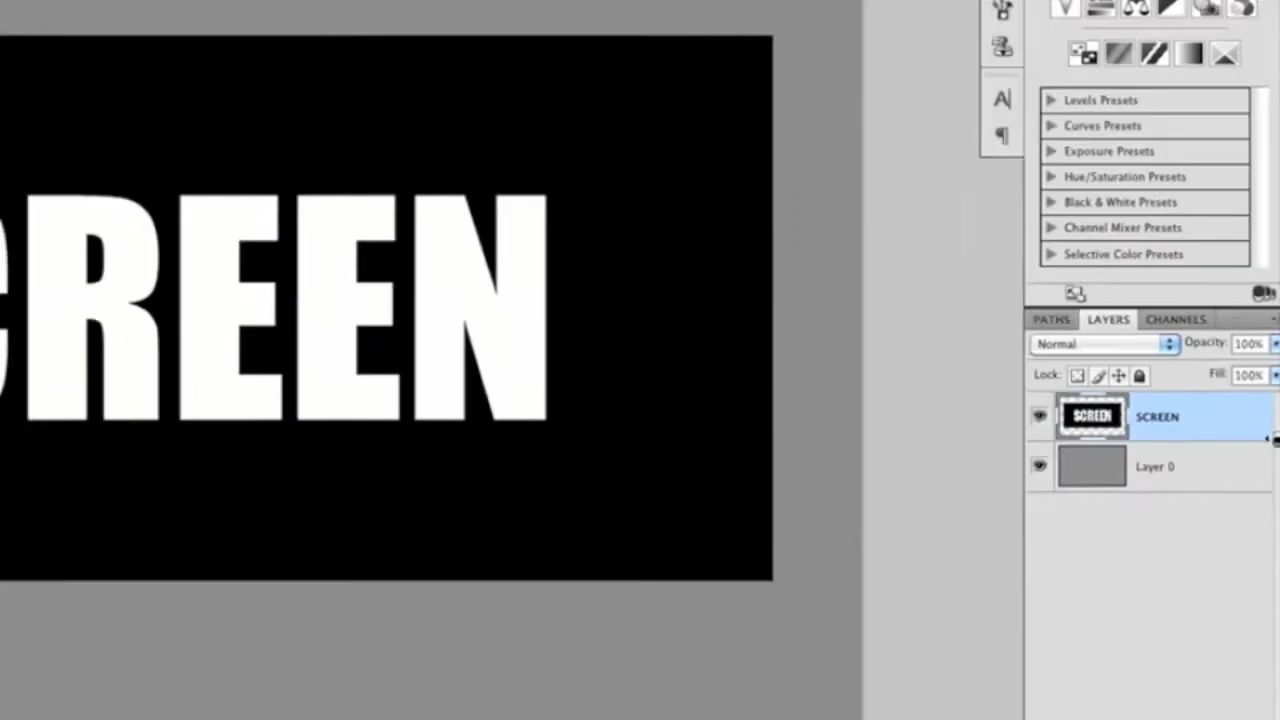 CREEN
A
Levels Presets
Curves Presets
Exposure Presets
Hue/Saturation Presets
Black & White Presets
Channel Mixer Presets
Selective Color Presets
PATHS LAYERS CHANNELS
Normal Opacity: 100%
Lock: Fill: 100%
SCREEN SCREEN
Layer 0